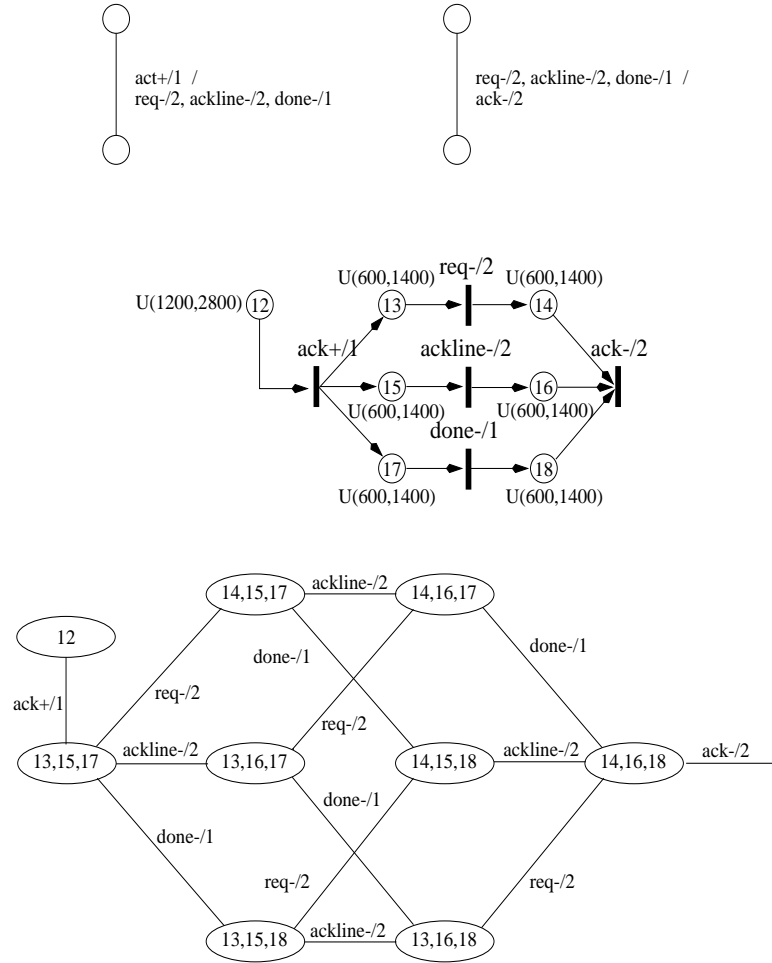 act+/1 /
req-/2, ackline-/2, done-/1
req-/2, ackline-/2, done-/1 /
ack-/2
req-/2
U(600,1400)
U(600,1400)
U(1200,2800)
12
13
14
ack+/1
ackline-/2
ack-/2
15
16
U(600,1400)
U(600,1400)
done-/1
17
18
U(600,1400)
U(600,1400)
14,15,17
ackline-/2
14,16,17
12
done-/1
done-/1
ack+/1
req-/2
req-/2
13,15,17
ackline-/2
13,16,17
14,15,18
ackline-/2
14,16,18
ack-/2
done-/1
done-/1
req-/2
req-/2
13,15,18
ackline-/2
13,16,18